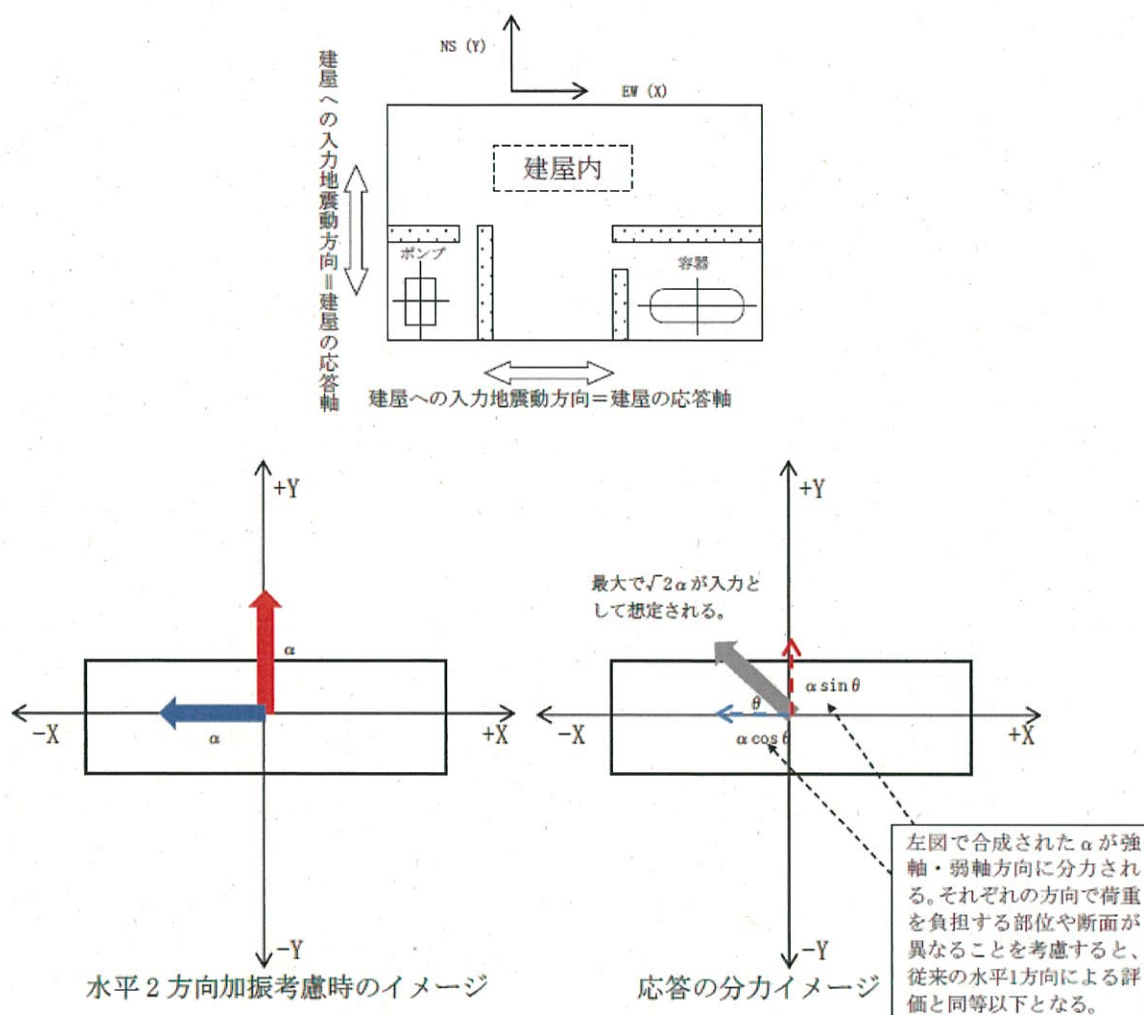 NS (Y)
EW (X)
建屋への入力地震動方向＝建屋の応答軸
建屋内
ポンプ
容器
建屋への入力地震動方向＝建屋の応答軸
+Y
α
α
-X
+X
-Y
水平２方向加振考慮時のイメージ
+Y
最大で√2αが入力と
して想定される。
α sin θ
θ
α cos θ
-X
+X
-Y
応答の分力イメージ
左図で合成されたαが強
軸・弱軸方向に分力され
る。それぞれの方向で荷重
を負担する部位や断面が
異なることを考慮すると、
従来の水平1方向による評
価と同等以下となる。